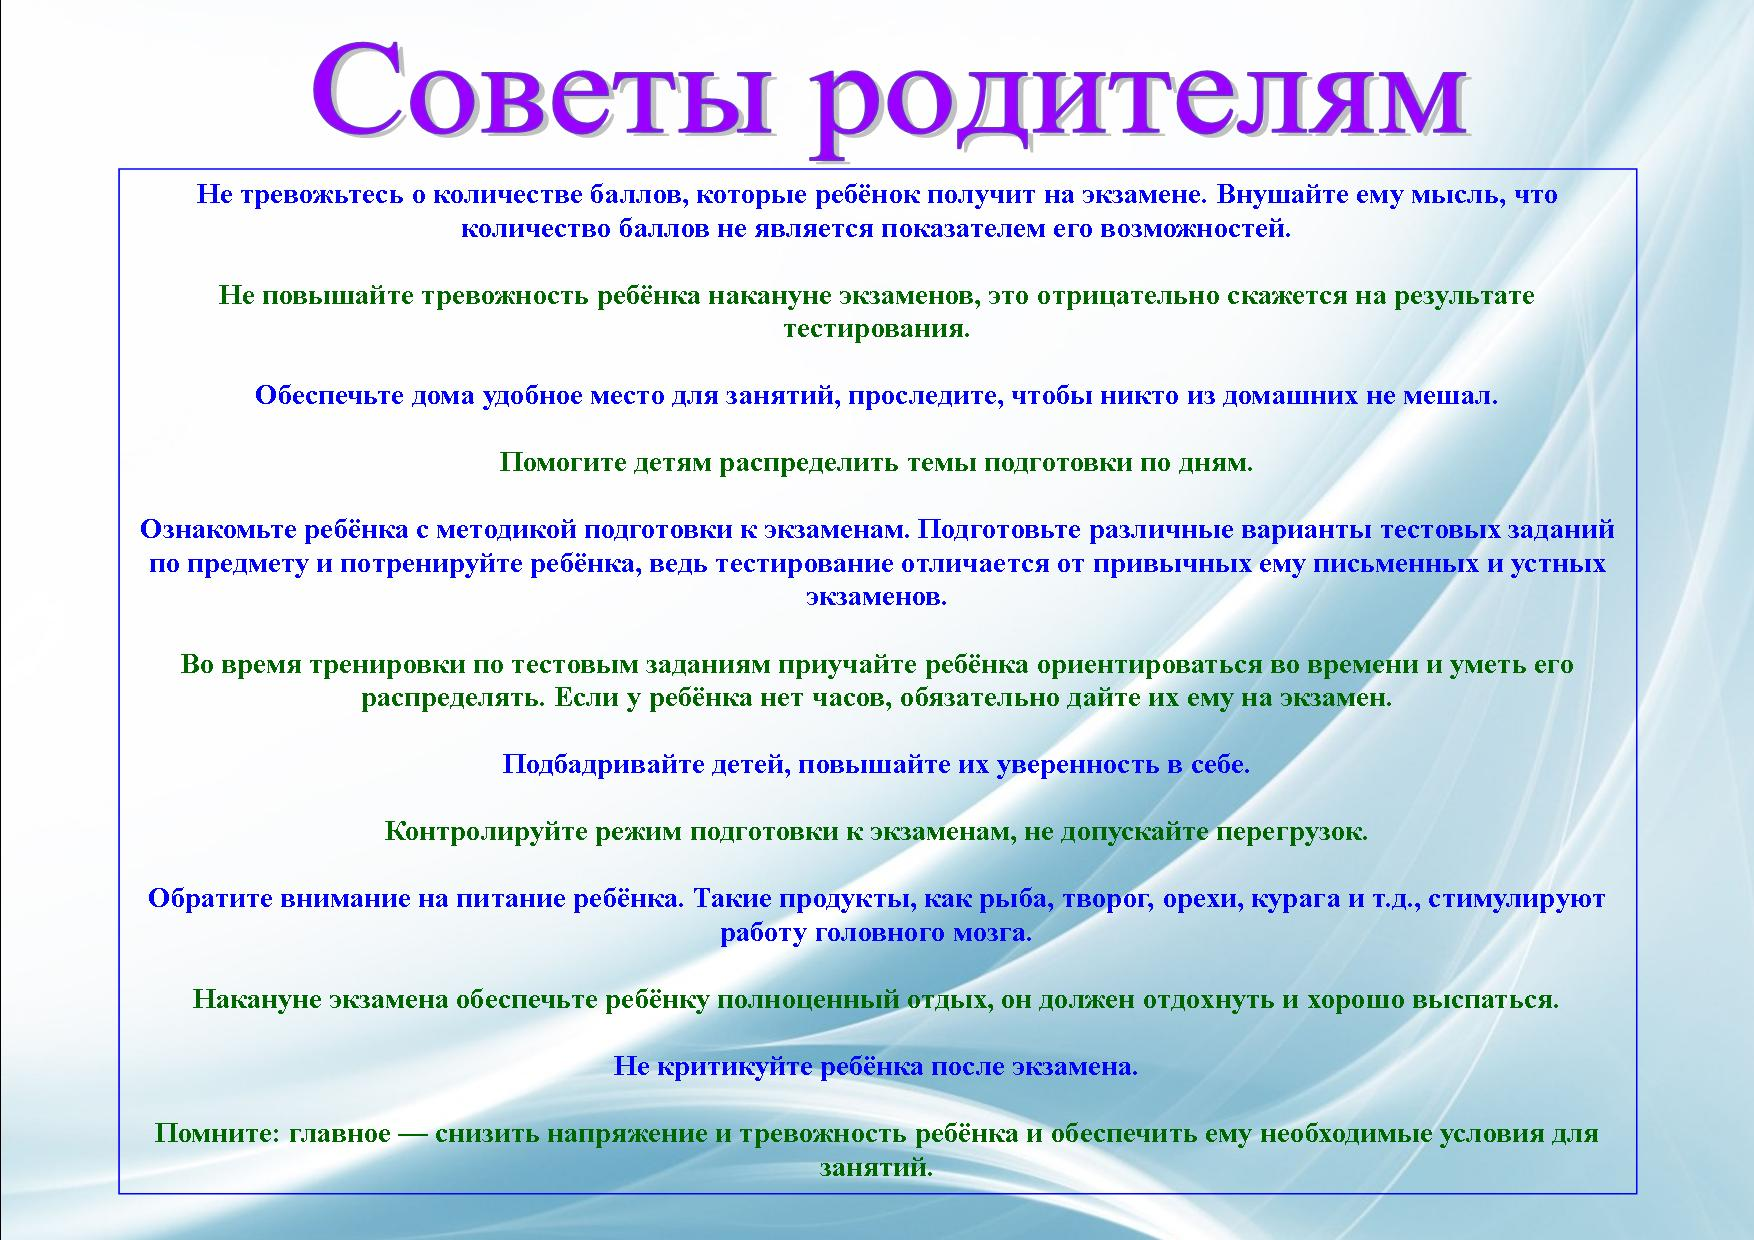 Советы родителям
Не тревожьтесь о количестве баллов, которые ребёнок получит на экзамене. Внушайте ему мысль, что
количество баллов не является показателем его возможностей.
Не повышайте тревожность ребёнка накануне экзаменов, это отрицательно скажется на результате
тестирования.
Обеспечьте дома удобное место для занятий, проследите, чтобы никто из домашних не мешал.
Помогите детям распределить темы подготовки по дням.
Ознакомьте ребёнка с методикой подготовки к экзаменам. Подготовьте различные варианты тестовых заданий
по предмету и потренируйте ребёнка, ведь тестирование отличается от привычных ему письменных и устных
экзаменов.
Во время тренировки по тестовым заданиям приучайте ребёнка ориентироваться во времени и уметь его
распределять. Если у ребёнка нет часов, обязательно дайте их ему на экзамен.
Подбадривайте детей, повышайте их уверенность в себе.
Контролируйте режим подготовки к экзаменам, не допускайте перегрузок.
Обратите внимание на питание ребёнка. Такие продукты, как рыба, творог, орехи, курага и т.д., стимулируют
работу головного мозга.
Накануне экзамена обеспечьте ребёнку полноценный отдых, он должен отдохнуть и хорошо выспаться.
Не критикуйте ребёнка после экзамена.
Помните: главное — снизить напряжение и тревожность ребёнка и обеспечить ему необходимые условия для
занятий.